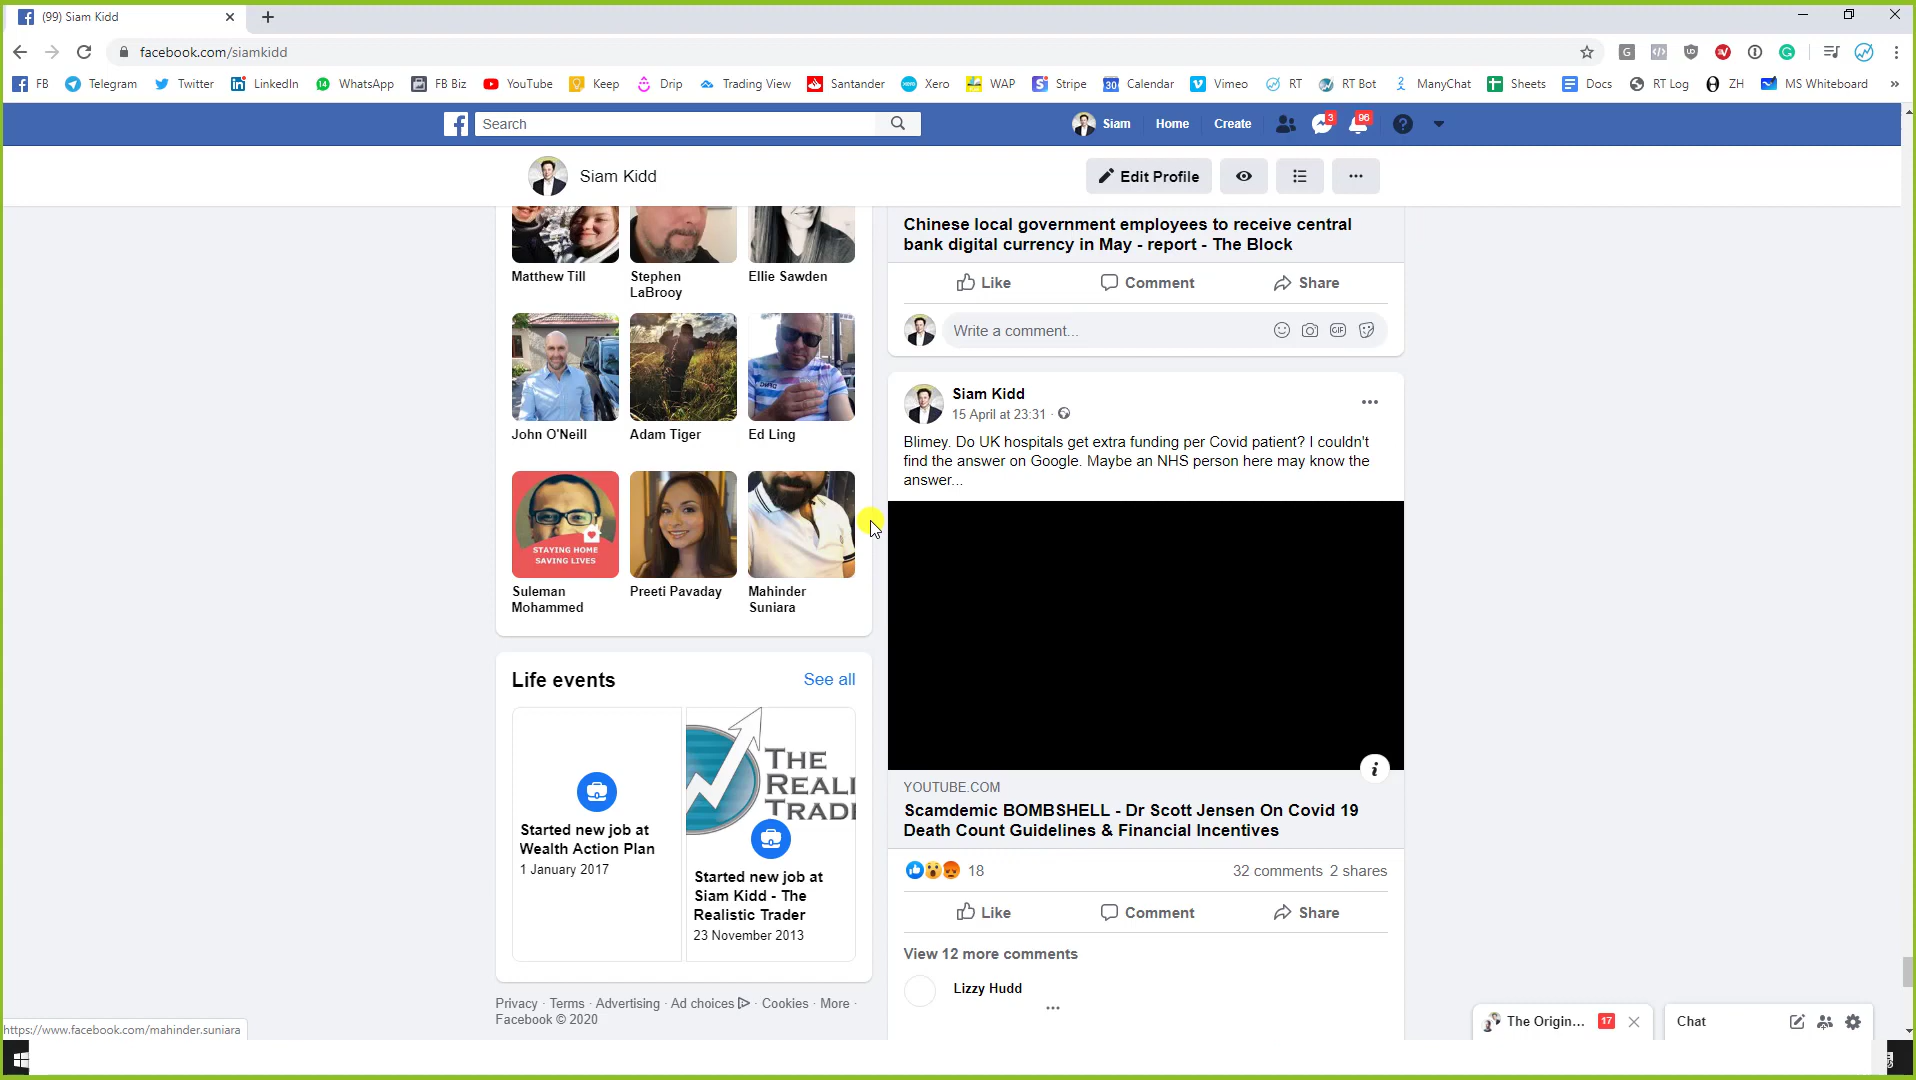 (99) Siam Kidd
facebook.com/siamkidd
FB Telegram Twitter LinkedIn WhatsApp FB Biz YouTube Keep Drip Trading View Santander Xero WAP Stripe Calendar Vimeo RT RT Bot ManyChat Sheets Docs RT Log ZH MS Whiteboard »
Search
Siam Home Create 3 96
Siam Kidd
Edit Profile
Matthew Till
Stephen
LaBrooy
Ellie Sawden
John O'Neill
Adam Tiger
Ed Ling
STAYING HOME
SAVING LIVES
Suleman
Mohammed
Preeti Pavaday
Mahinder
Suniara
Life events
See all
Started new job at
Wealth Action Plan
1 January 2017
THE
REALI
TRADI
Started new job at
Siam Kidd - The
Realistic Trader
23 November 2013
Privacy · Terms · Advertising · Ad choices · Cookies · More ·
Facebook © 2020
Chinese local government employees to receive central
bank digital currency in May - report - The Block
Like Comment Share
Write a comment...
GIF
Siam Kidd
15 April at 23:31 ·
Blimey. Do UK hospitals get extra funding per Covid patient? I couldn't
find the answer on Google. Maybe an NHS person here may know the
answer...
YOUTUBE.COM
Scamdemic BOMBSHELL - Dr Scott Jensen On Covid 19
Death Count Guidelines & Financial Incentives
18
32 comments 2 shares
Like Comment Share
View 12 more comments
Lizzy Hudd
https://www.facebook.com/mahinder.suniara
The Origin... 17
Chat